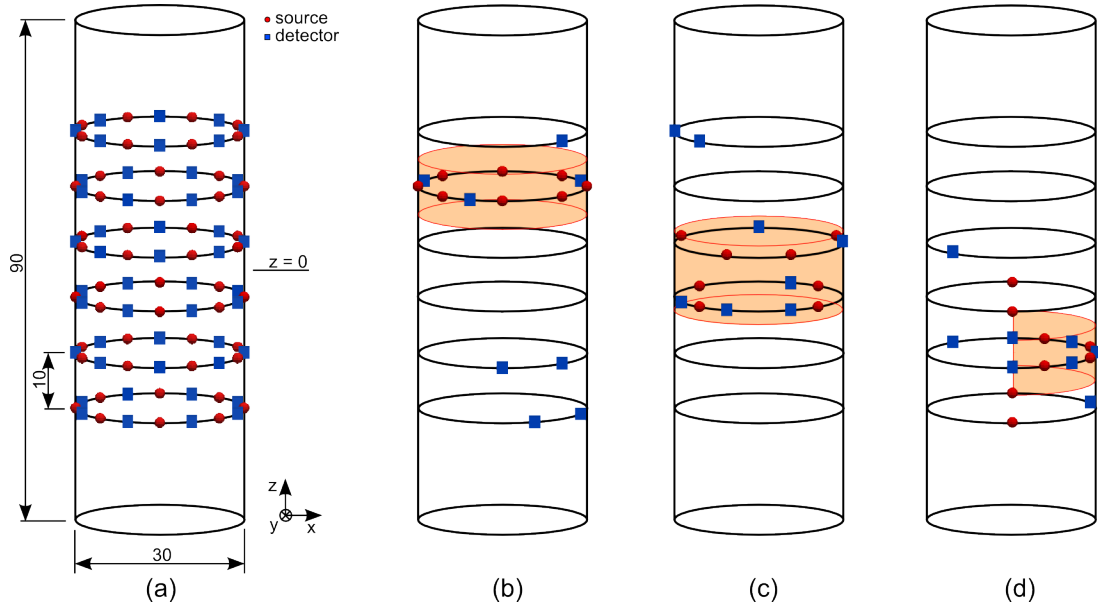 source
detector
90
z = 0
10
z
y
x
30
(a)
(b)
(c)
(d)